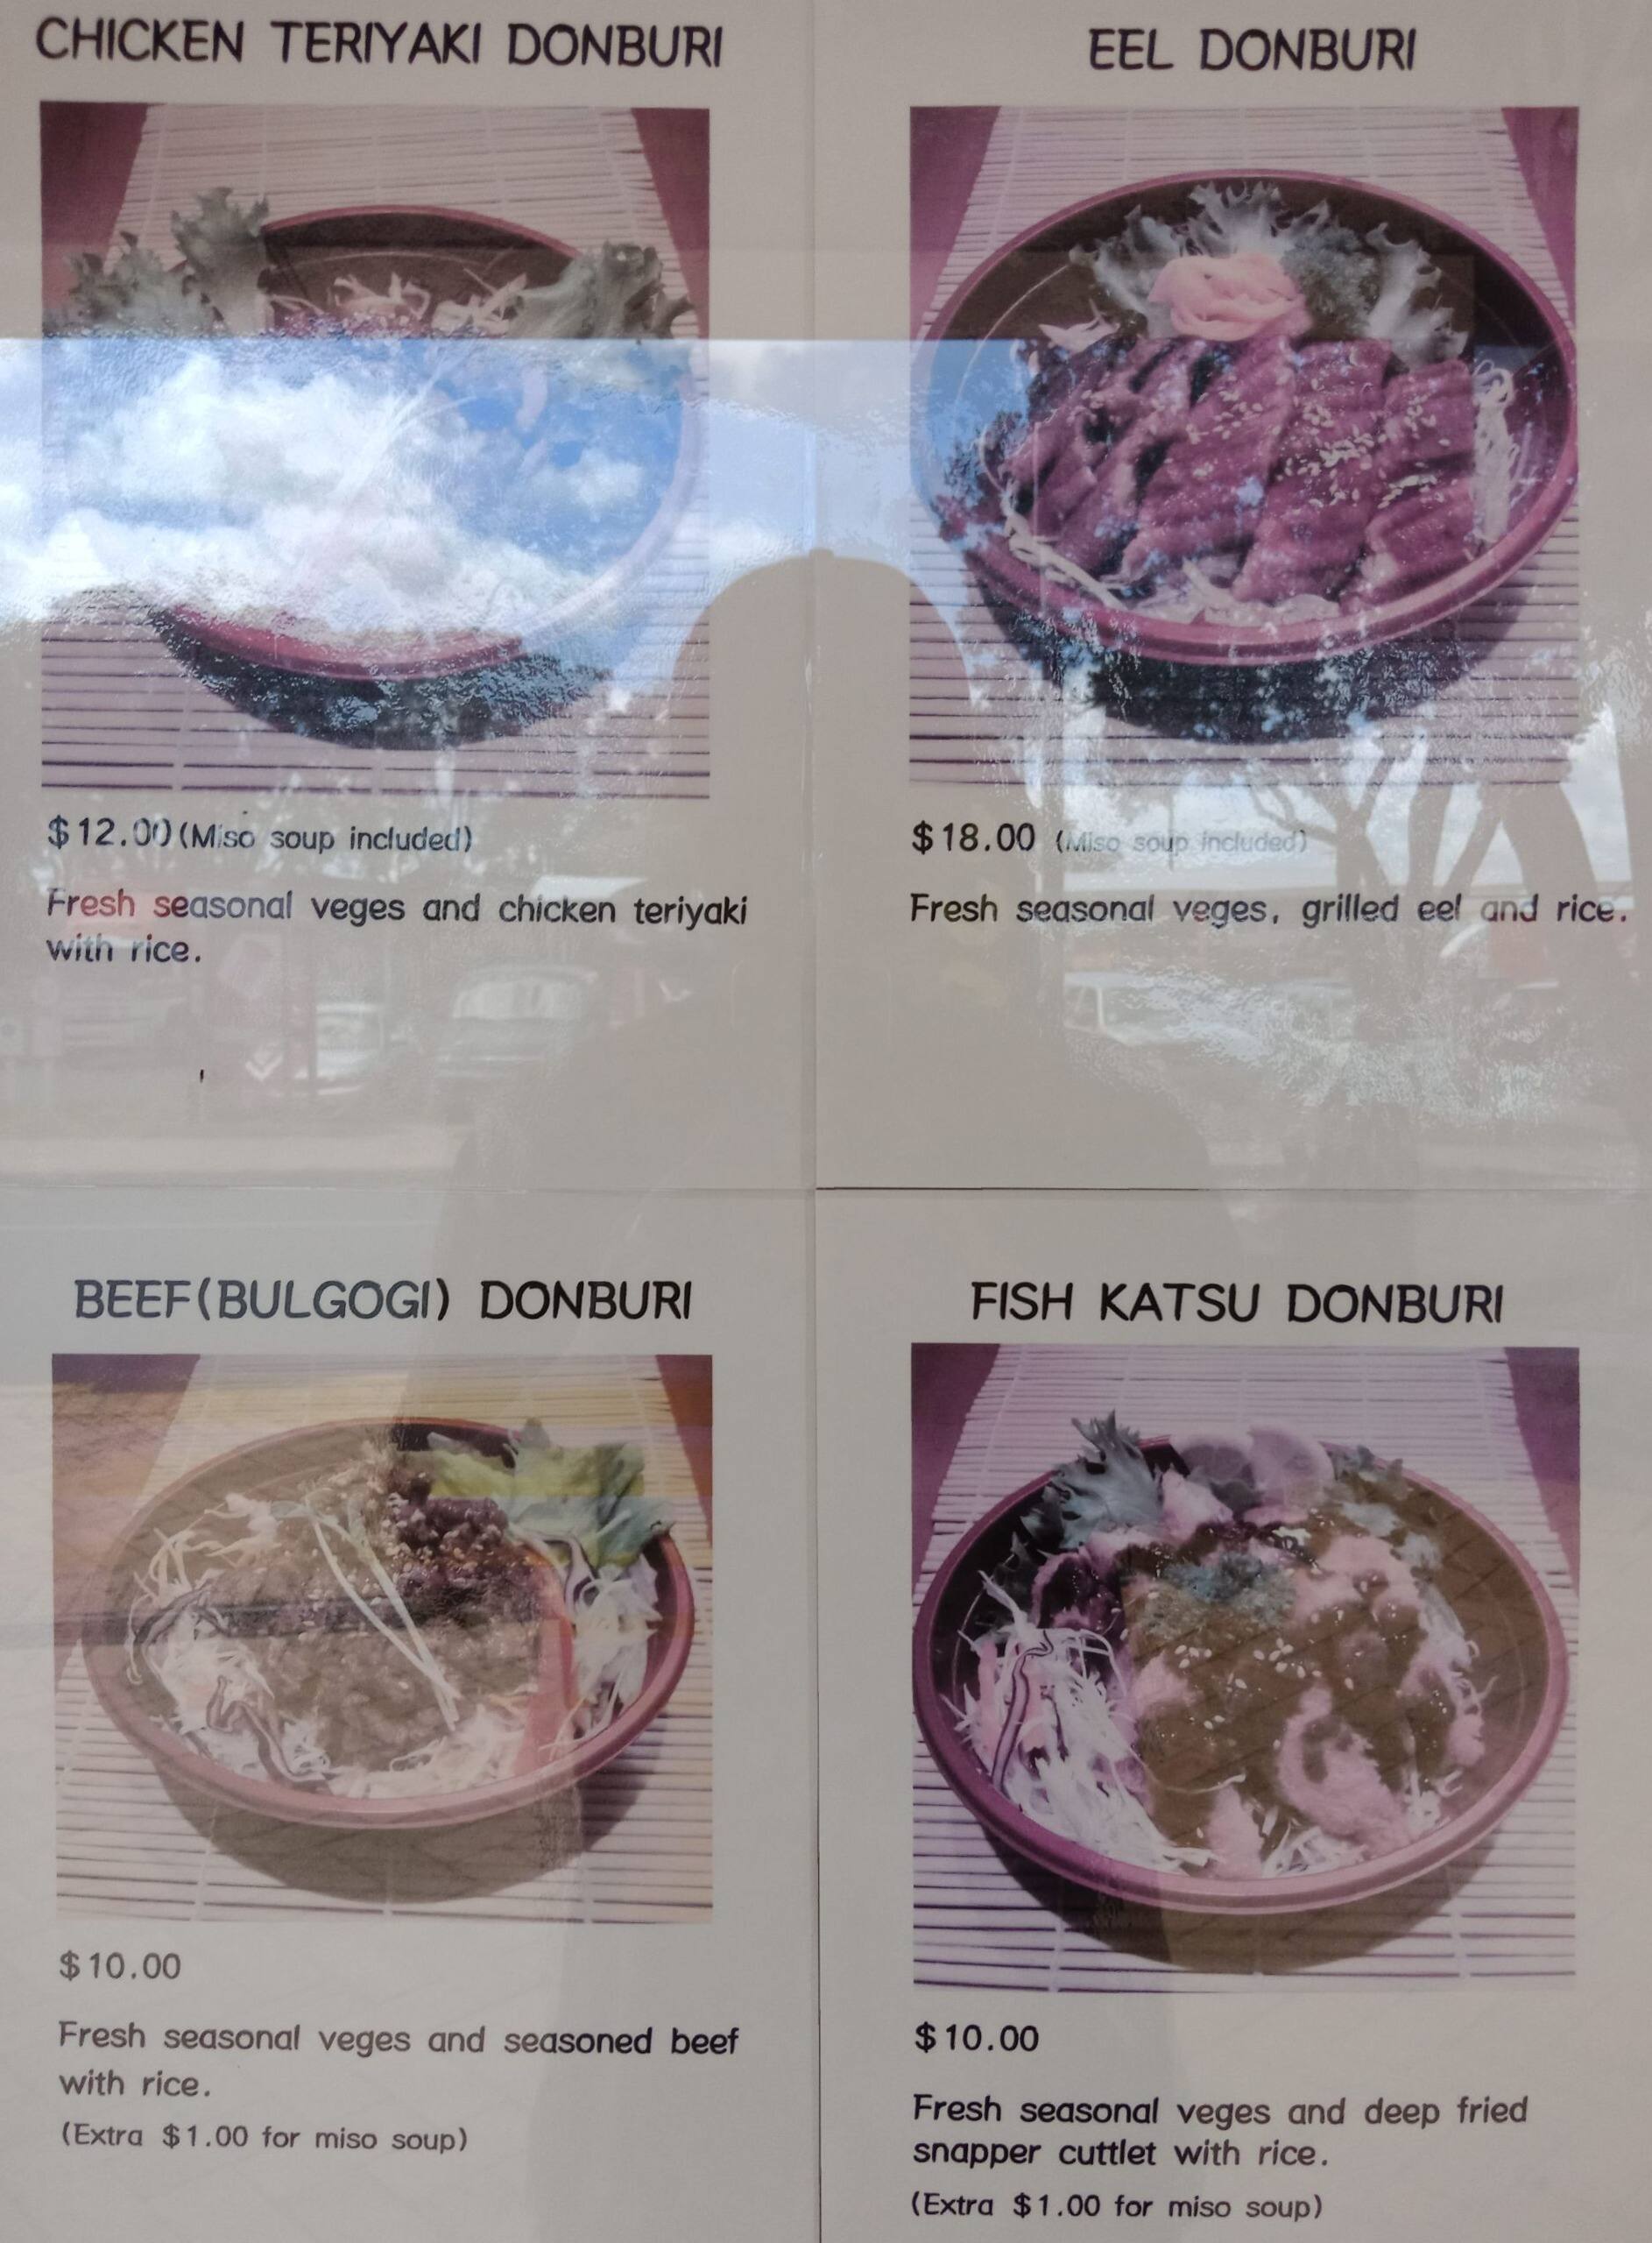 CHICKEN TERIYAKI DONBURI
$12.00 (Miso soup included)
Fresh seasonal veges and chicken teriyaki
with rice.
EEL DONBURI
$18.00 (Miso soup included)
Fresh seasonal veges, grilled eel and rice.
BEEF(BULGOGI) DONBURI
$10.00
Fresh seasonal veges and seasoned beef
with rice.
(Extra $1.00 for miso soup)
FISH KATSU DONBURI
$10.00
Fresh seasonal veges and deep fried
snapper cuttlet with rice.
(Extra $1.00 for miso soup)